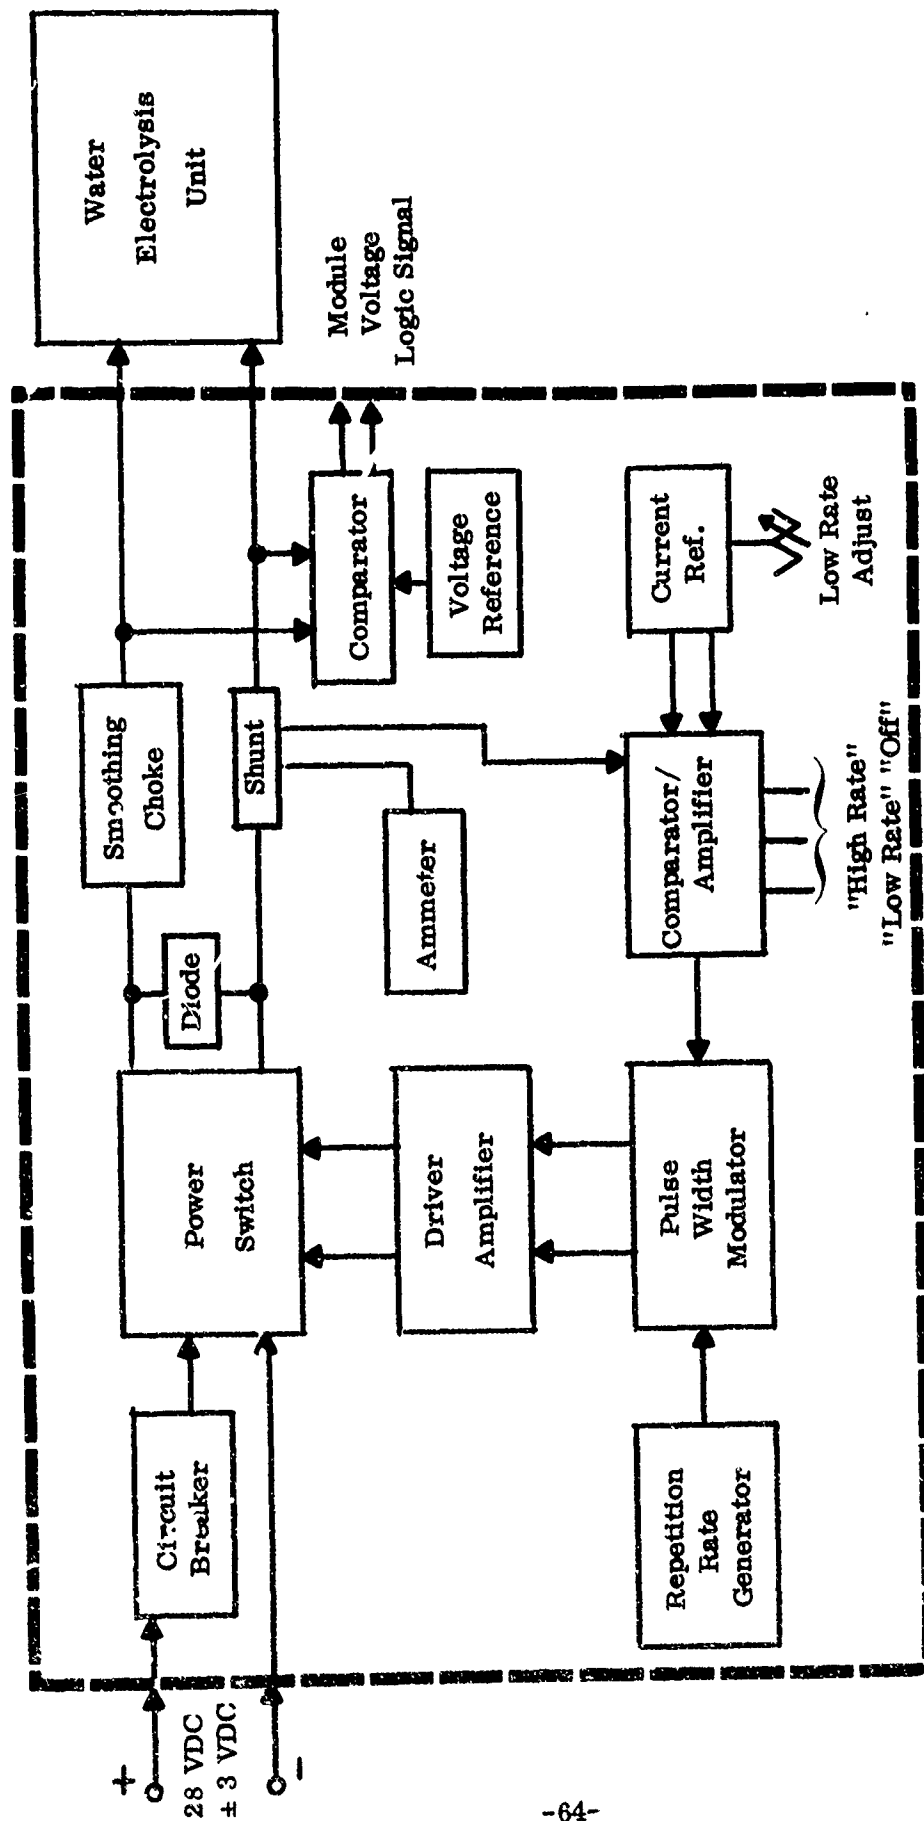 +
28 VDC
± 3 VDC
-
Circuit
Breaker
Power
Switch
Diode
Smoothing
Choke
Shunt
Water
Electrolysis
Unit
Module
Voltage
Logic Signal
Comparator
Voltage
Reference
Ammeter
Driver
Amplifier
Repetition
Rate
Generator
Pulse
Width
Modulator
Comparator/
Amplifier
Current
Ref.
Low Rate
Adjust
"High Rate"
"Low Rate" "Off"
-64-